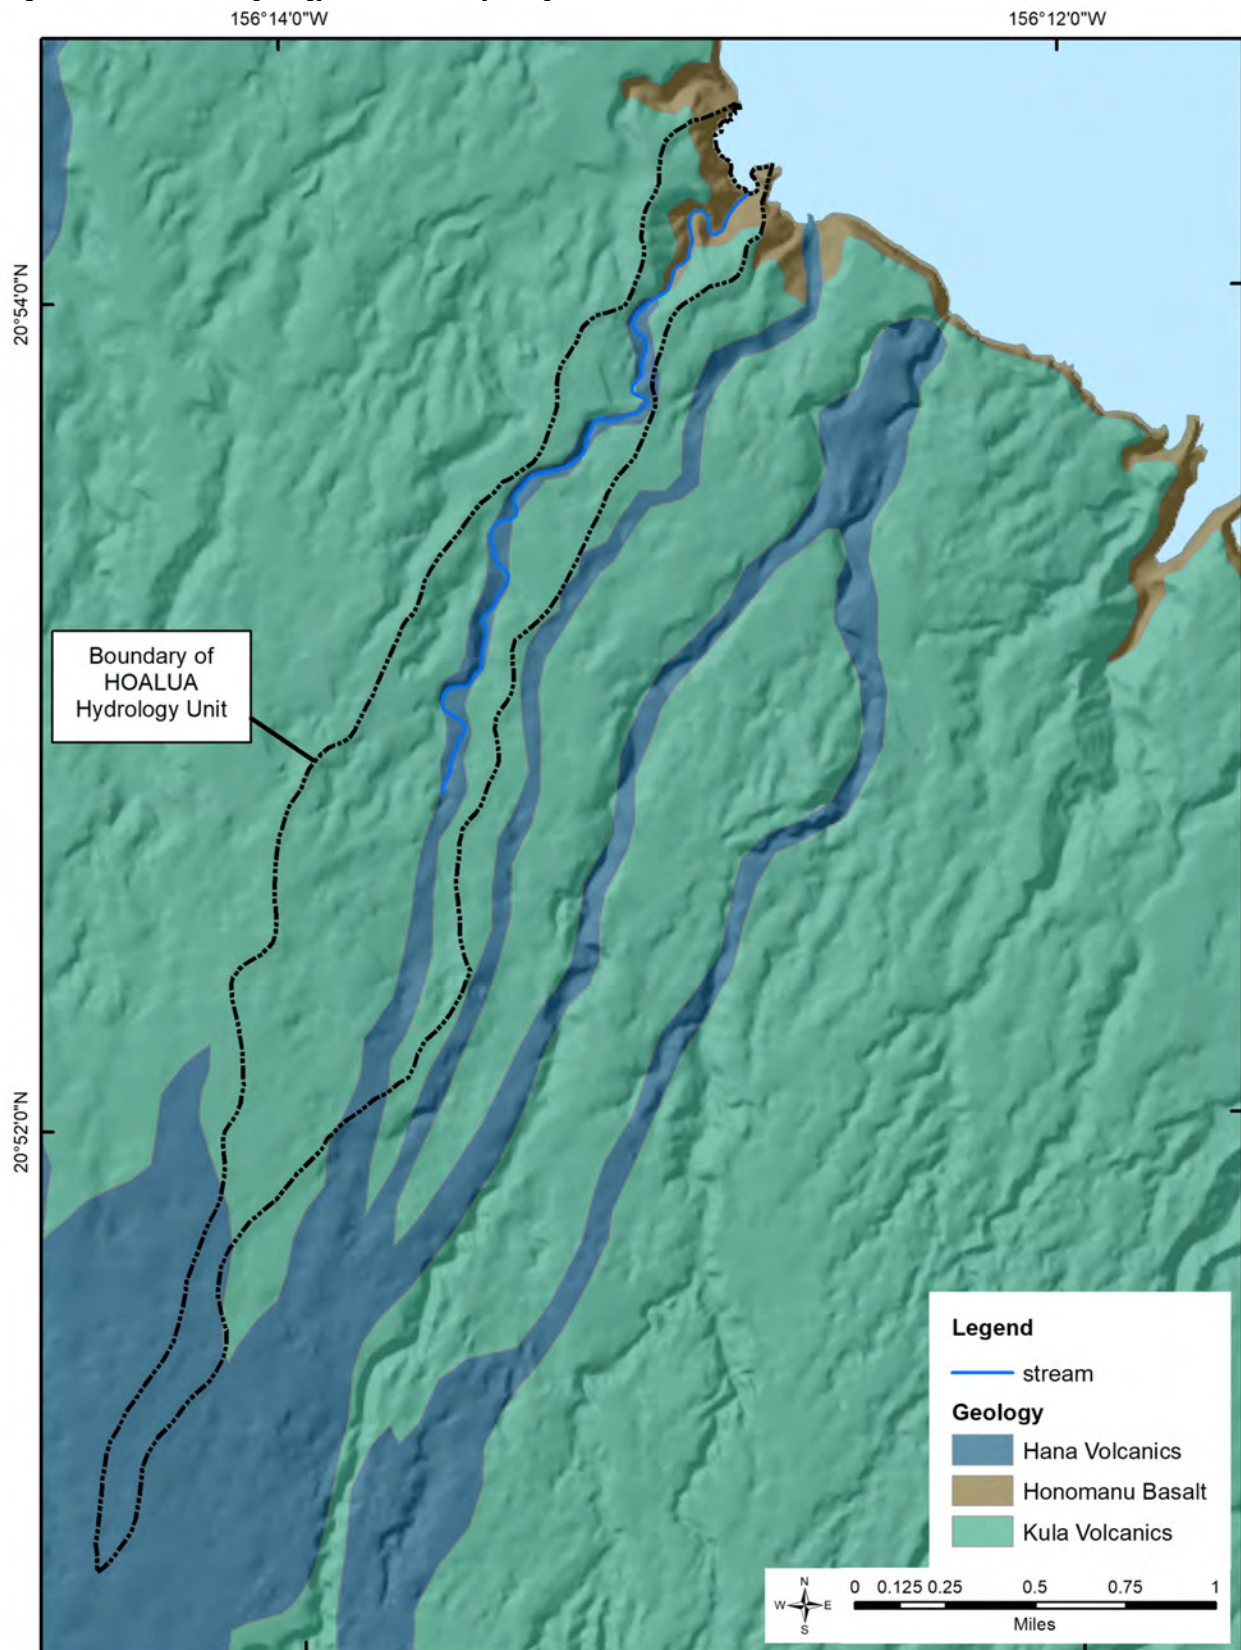 156°14'0"W
156°12'0"W
20°54'0"N
Boundary of
HOALUA
Hydrology Unit
20°52'0"N
Legend
stream
Geology
Hana Volcanics
Honomanu Basalt
Kula Volcanics
N
W E
S
0 0.125 0.25 0.5 0.75 1
Miles